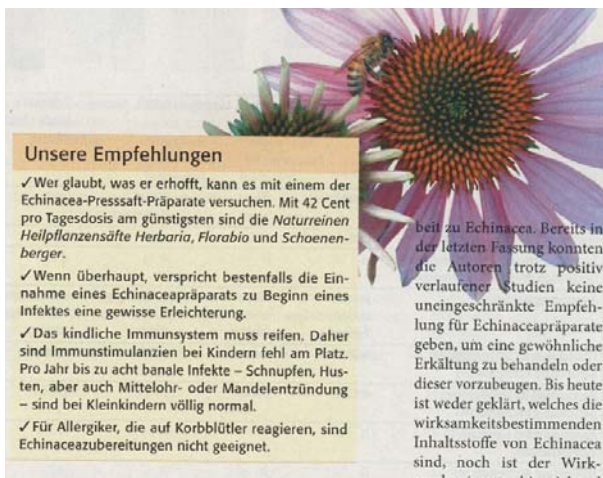 Unsere Empfehlungen
✓Wer glaubt, was er erhofft, kann es mit einem der
Echinacea-Presssaft-Präparate versuchen. Mit 42 Cent
pro Tagesdosis am günstigsten sind die Naturreinen
Heilpflanzensäfte Herbaria, Florabio und Schoenen-
berger.
✓Wenn überhaupt, verspricht bestenfalls die Ein-
nahme eines Echinaceapräparats zu Beginn eines
Infektes eine gewisse Erleichterung.
✓Das kindliche Immunsystem muss reifen. Daher
sind Immunstimulanzien bei Kindern fehl am Platz.
Pro Jahr bis zu acht banale Infekte – Schnupfen, Hus-
ten, aber auch Mittelohr- oder Mandelentzündung
– sind bei Kleinkindern völlig normal.
✓Für Allergiker, die auf Korbblütler reagieren, sind
Echinaceazubereitungen nicht geeignet.
beit zu Echinacea. Bereits in
der letzten Fassung konnten
die Autoren trotz positiv
verlaufener Studien keine
uneingeschränkte Empfeh-
lung für Echinaceapräparate
geben, um eine gewöhnliche
Erkältung zu behandeln oder
dieser vorzubeugen. Bis heute
ist weder geklärt, welches die
wirksamkeitsbestimmenden
Inhaltsstoffe von Echinacea
sind, noch ist der Wirk-